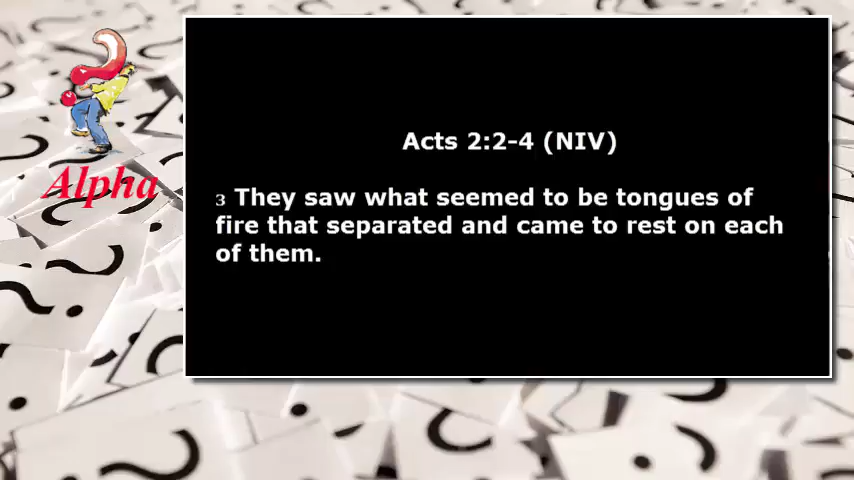 Alpha
Acts 2:2-4 (NIV)
3 They saw what seemed to be tongues of
fire that separated and came to rest on each
of them.